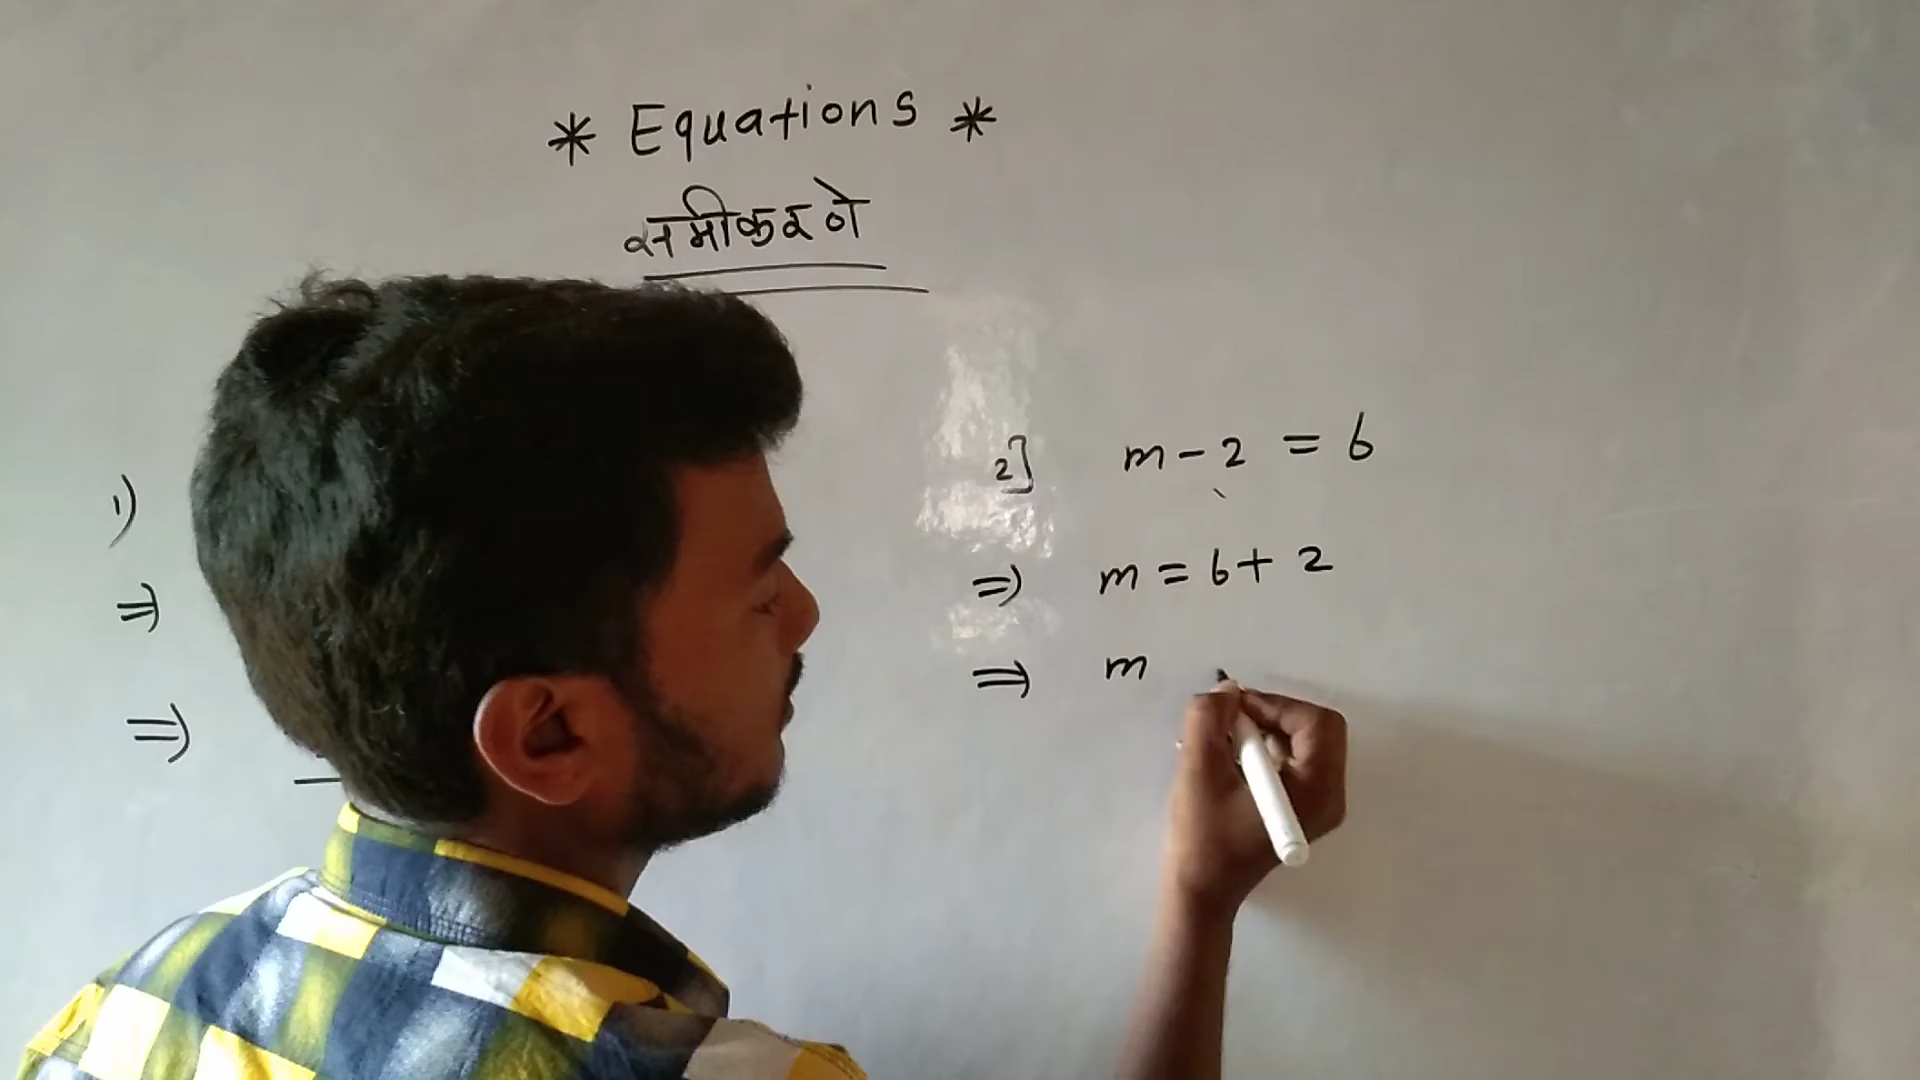 * Equations *
समीकरणे
1)
⇒
⇒
2] m - 2 = 6
⇒ m = 6 + 2
⇒ m